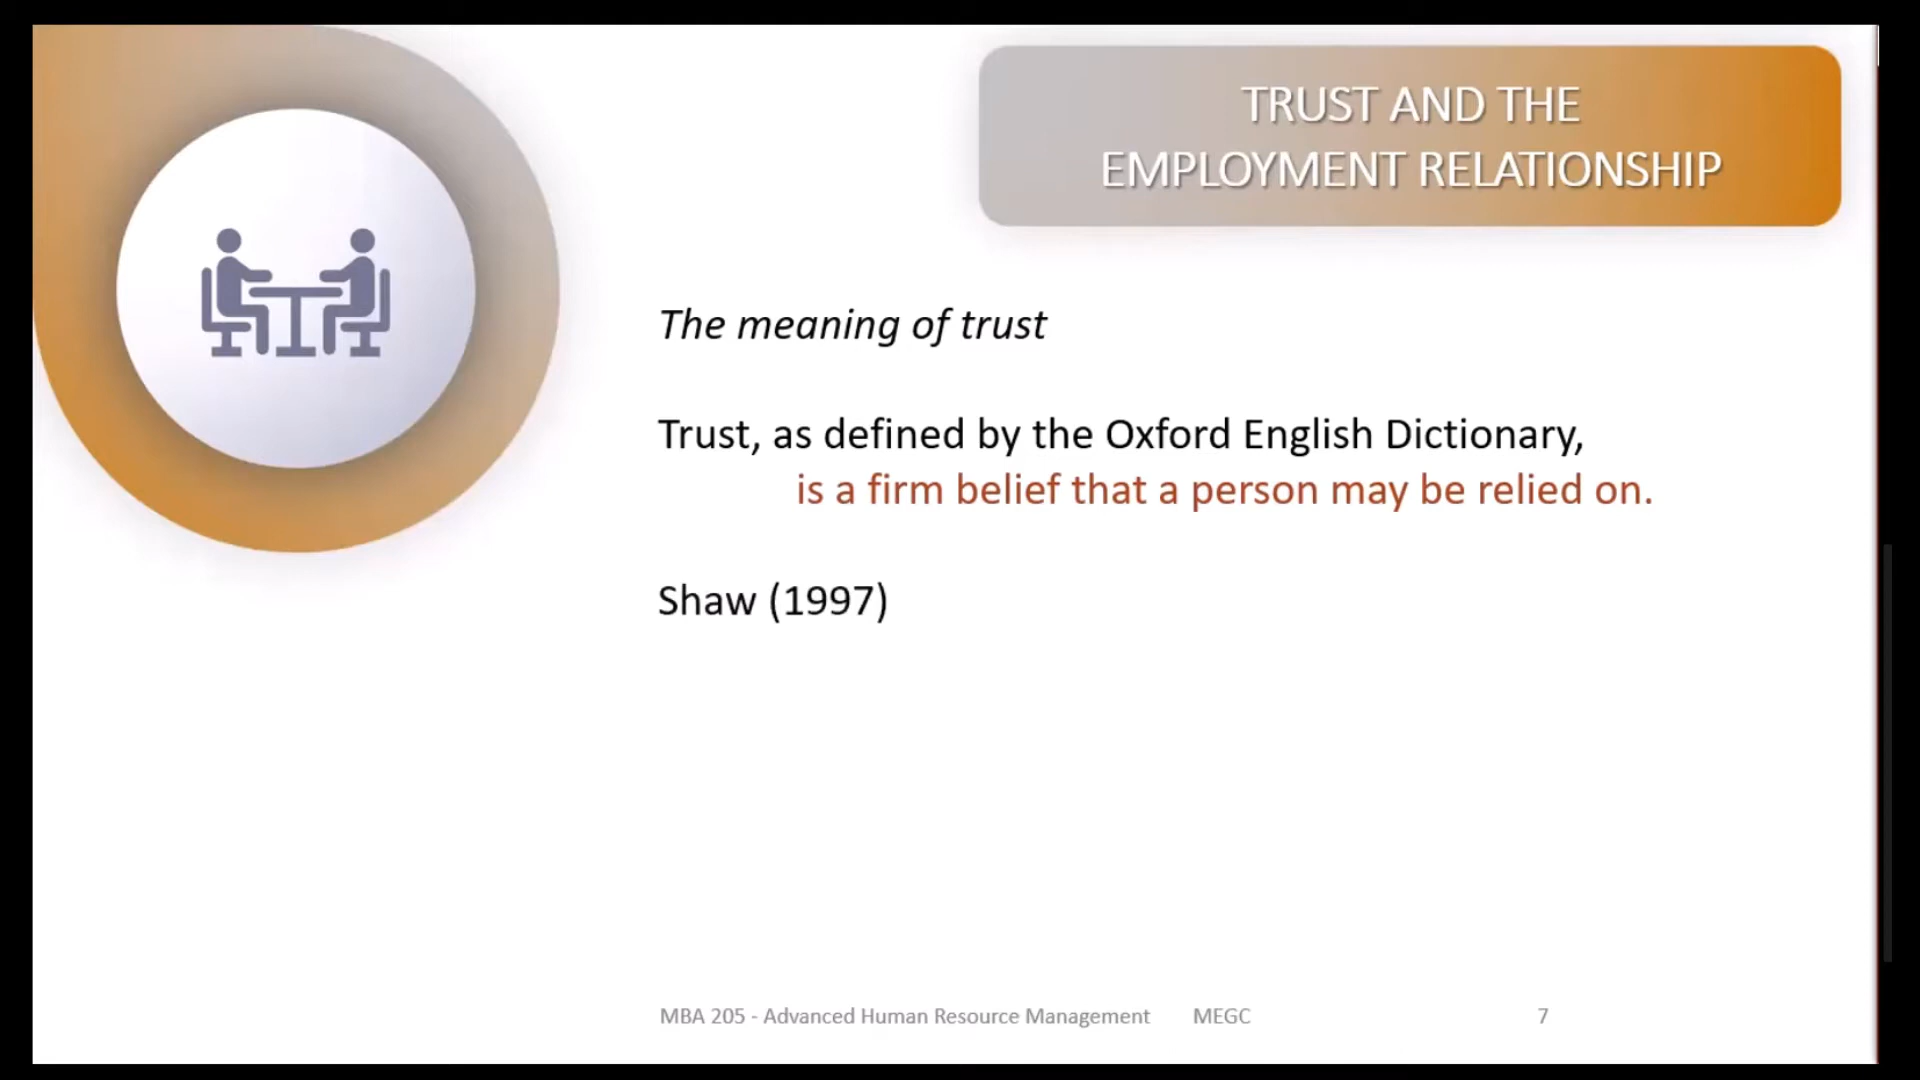 TRUST AND THE
EMPLOYMENT RELATIONSHIP
The meaning of trust
Trust, as defined by the Oxford English Dictionary,
is a firm belief that a person may be relied on.
Shaw (1997)
MBA 205 - Advanced Human Resource Management MEGC 7